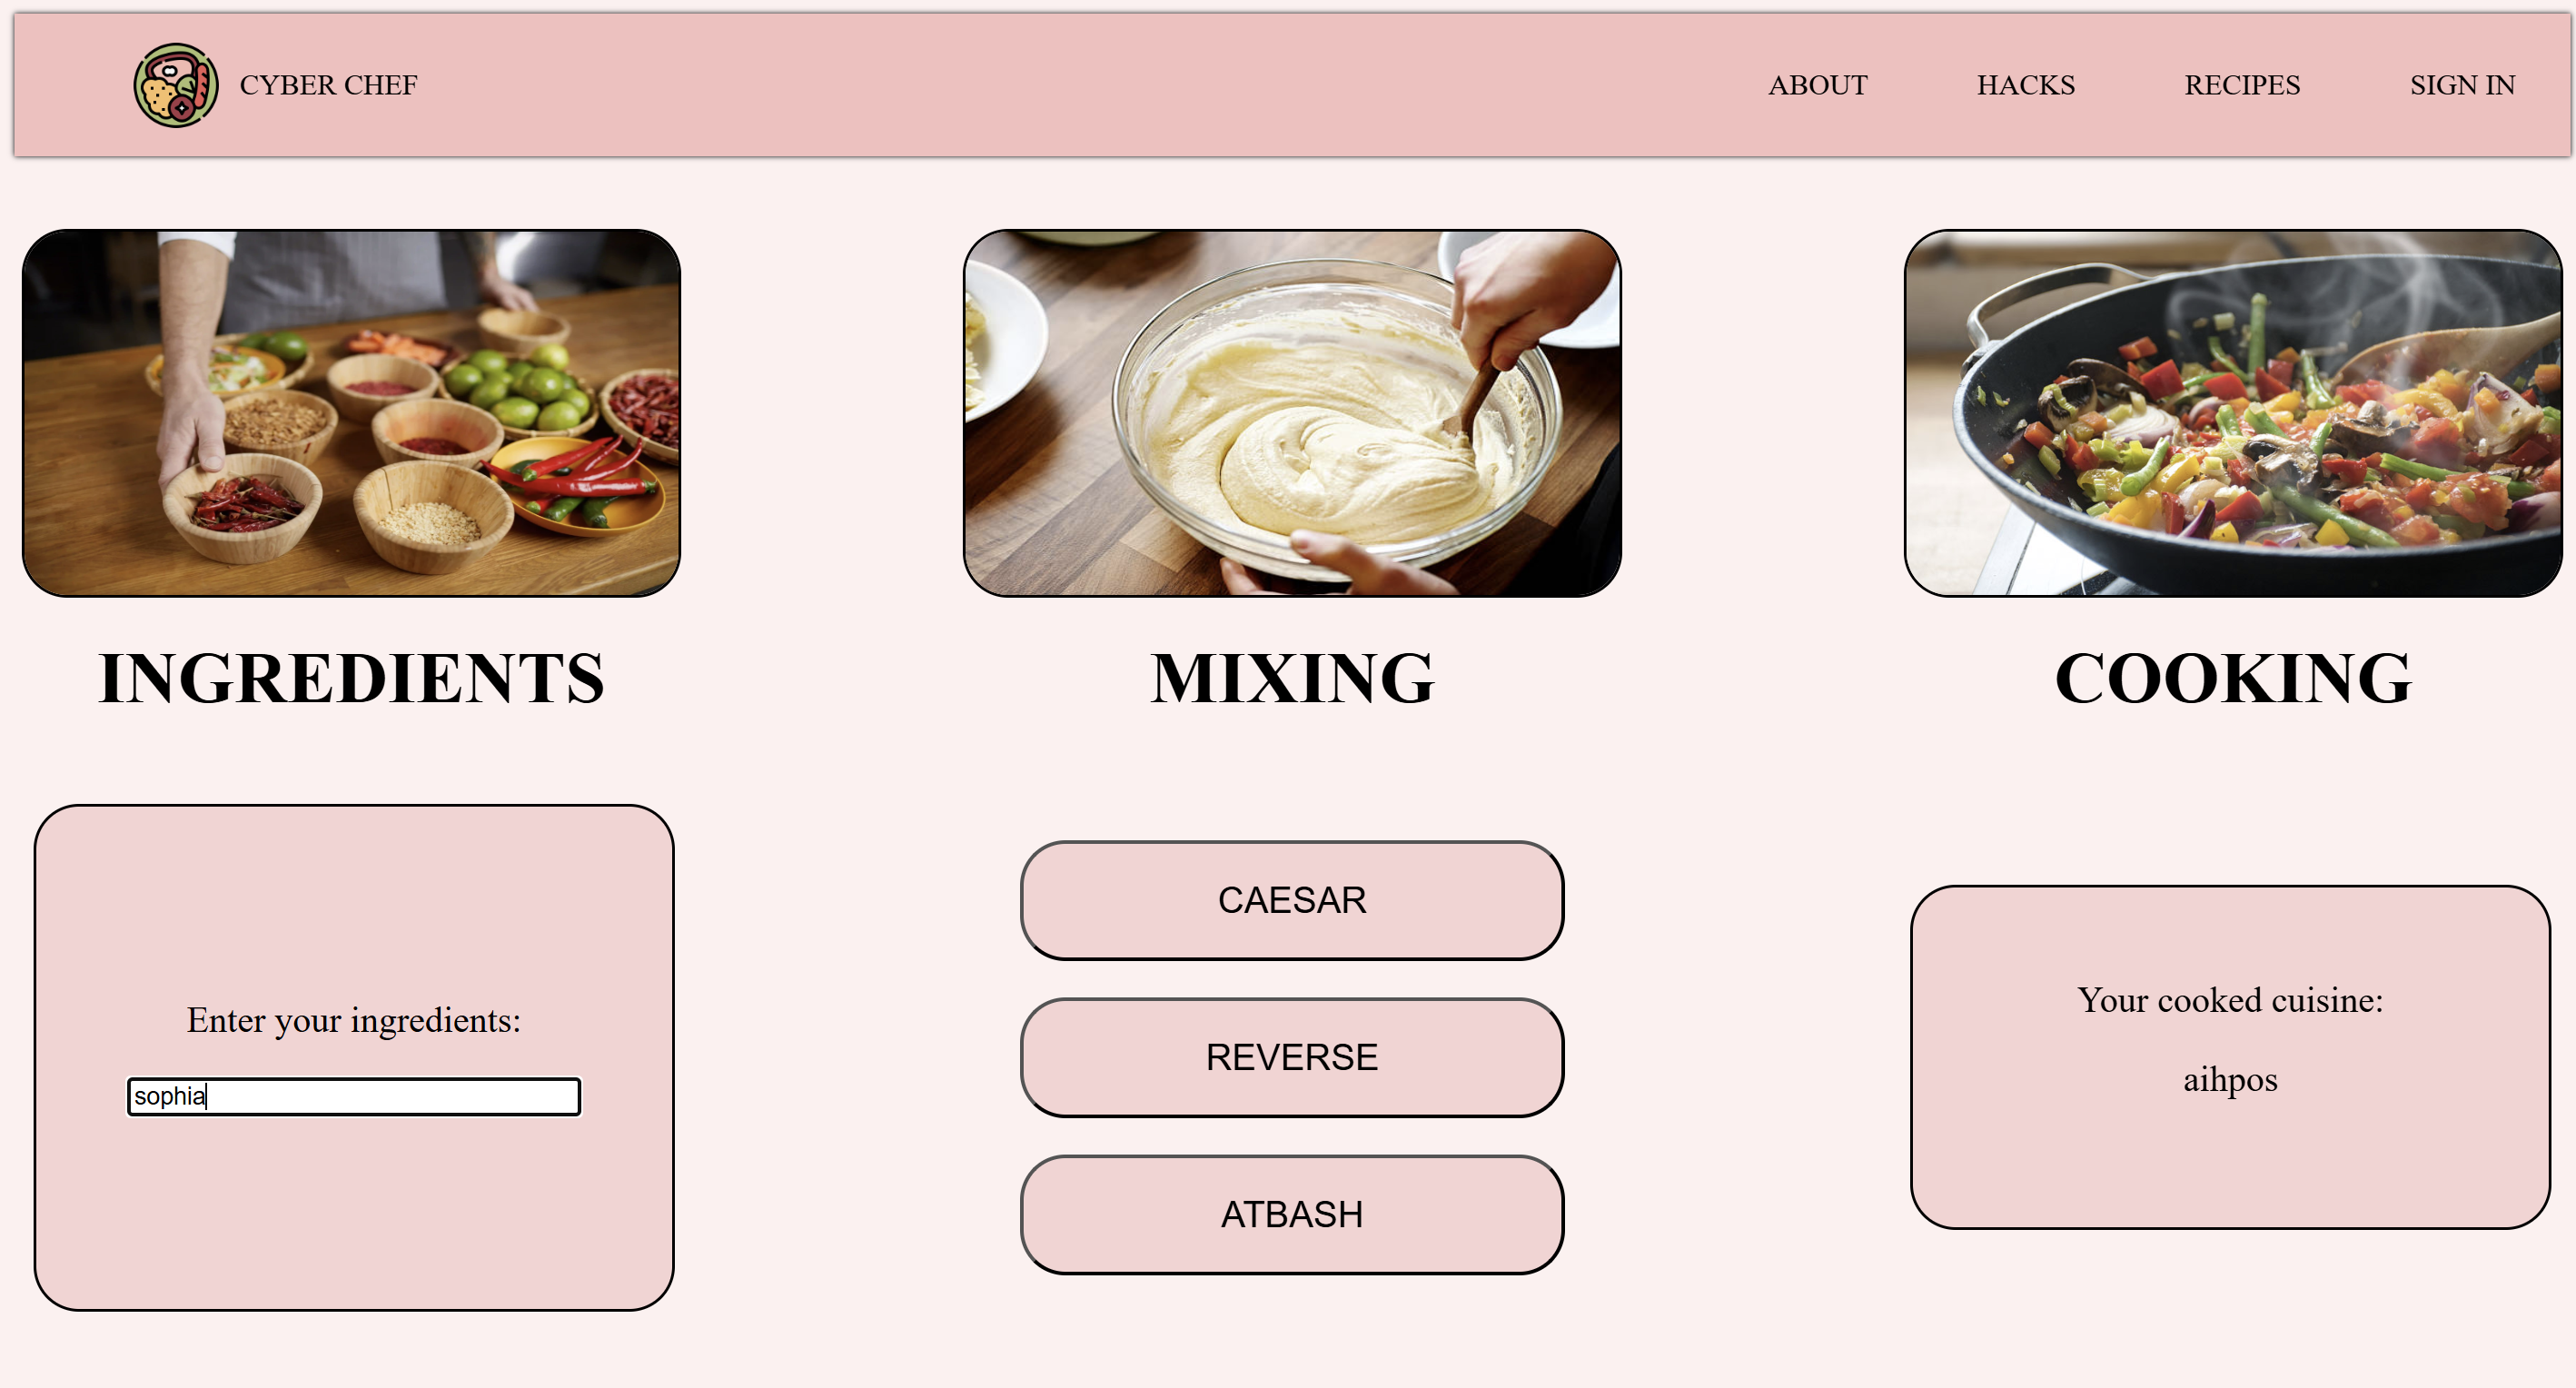 CYBER CHEF
ABOUT
HACKS
RECIPES
SIGN IN
INGREDIENTS
MIXING
COOKING
Enter your ingredients:
sophia
CAESAR
REVERSE
ATBASH
Your cooked cuisine:
aihpos